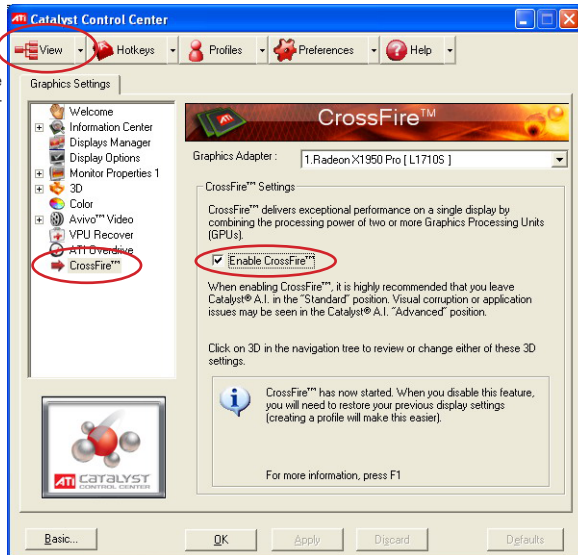 Catalyst Control Center
View Hotkeys Profiles Preferences Help
Graphics Settings
Welcome
Information Center
Displays Manager
Display Options
Monitor Properties 1
3D
Color
Avivo™ Video
VPU Recover
ATI Overdrive
CrossFire™
ATI CATALYST
CONTROL CENTER
CrossFire™
Graphics Adapter :
1.Radeon X1950 Pro [ L1710S ]
CrossFire™ Settings
CrossFire™ delivers exceptional performance on a single display by
combining the processing power of two or more Graphics Processing Units
(GPUs).
Enable CrossFire™
When enabling CrossFire™, it is highly recommended that you leave
Catalyst® A.I. in the "Standard" position. Visual corruption or application
issues may be seen in the Catalyst® A.I. "Advanced" position.
Click on 3D in the navigation tree to review or change either of these 3D
settings.
CrossFire™ has now started. When you disable this feature,
you will need to restore your previous display settings
(creating a profile will make this easier).
For more information, press F1
Basic... OK Apply Discard Defaults